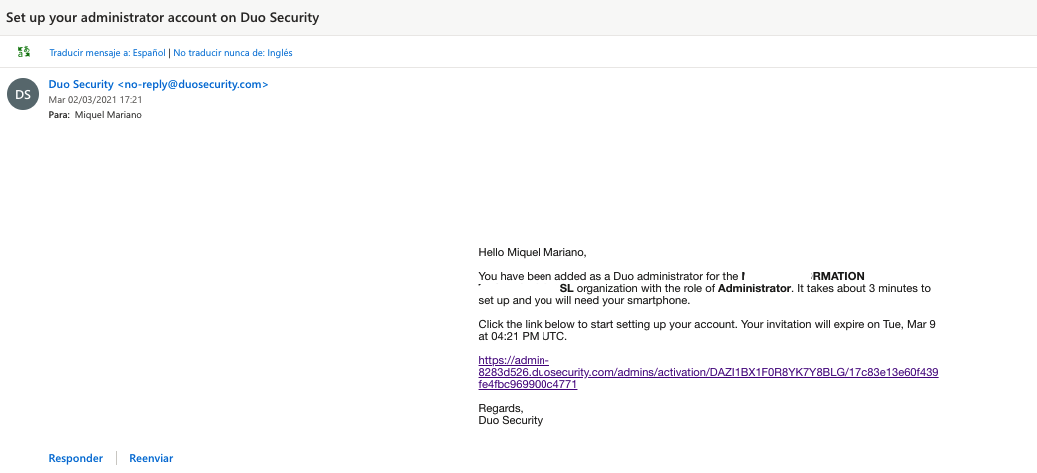 Set up your administrator account on Duo Security
Traducir mensaje a: Español | No traducir nunca de: Inglés
DS
Duo Security <no-reply@duosecurity.com>
Mar 02/03/2021 17:21
Para: Miquel Mariano
Hello Miquel Mariano,
You have been added as a Duo administrator for the RMATION
SL organization with the role of Administrator. It takes about 3 minutes to
set up and you will need your smartphone.
Click the link below to start setting up your account. Your invitation will expire on Tue, Mar 9
at 04:21 PM UTC.
https://admin-
8283d526.duosecurity.com/admins/activation/DAZI1BX1F0R8YK7Y8BLG/17c83e13e60f439
fe4fbc969900c4771
Regards,
Duo Security
Responder | Reenviar